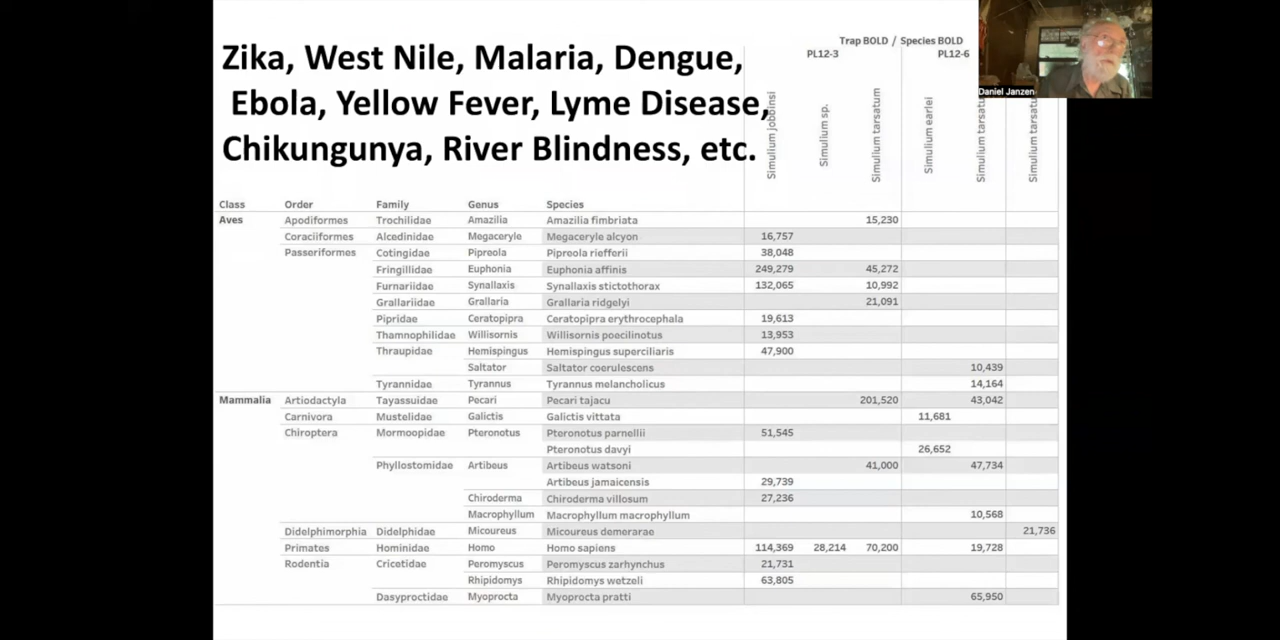 Zika, West Nile, Malaria, Dengue,
Ebola, Yellow Fever, Lyme Disease,
Chikungunya, River Blindness, etc.
Trap BOLD / Species BOLD
PL12-3 PL12-6
Simulium jobbinsi
Simulium sp.
Simulium tarsatum
Simulium earlei
Simulium tarsatu
Simulium tarsatu
Daniel Janzen
Class Order Family Genus Species
Aves Apodiformes Trochilidae Amazilia Amazilia fimbriata 15,230
Coraciiformes Alcedinidae Megaceryle Megaceryle alcyon 16,757
Passeriformes Cotingidae Pipreola Pipreola riefferii 38,048
Fringillidae Euphonia Euphonia affinis 249,279 45,272
Furnariidae Synallaxis Synallaxis stictothorax 132,065 10,992
Grallariidae Grallaria Grallaria ridgelyi 21,091
Pipridae Ceratopipra Ceratopipra erythrocephala 19,613
Thamnophilidae Willisornis Willisornis poecilinotus 13,953
Thraupidae Hemispingus Hemispingus superciliaris 47,900
Saltator Saltator coerulescens 10,439
Tyrannidae Tyrannus Tyrannus melancholicus 14,164
Mammalia Artiodactyla Tayassuidae Pecari Pecari tajacu 201,520 43,042
Carnivora Mustelidae Galictis Galictis vittata 11,681
Chiroptera Mormoopidae Pteronotus Pteronotus parnellii 51,545
Pteronotus davyi 26,652
Phyllostomidae Artibeus Artibeus watsoni 41,000 47,734
Artibeus jamaicensis 29,739
Chiroderma Chiroderma villosum 27,236
Macrophyllum Macrophyllum macrophyllum 10,568
Didelphimorphia Didelphidae Micoureus Micoureus demerarae 21,736
Primates Hominidae Homo Homo sapiens 114,369 28,214 70,200 19,728
Rodentia Cricetidae Peromyscus Peromyscus zarhynchus 21,731
Rhipidomys Rhipidomys wetzeli 63,805
Dasyproctidae Myoprocta Myoprocta pratti 65,950